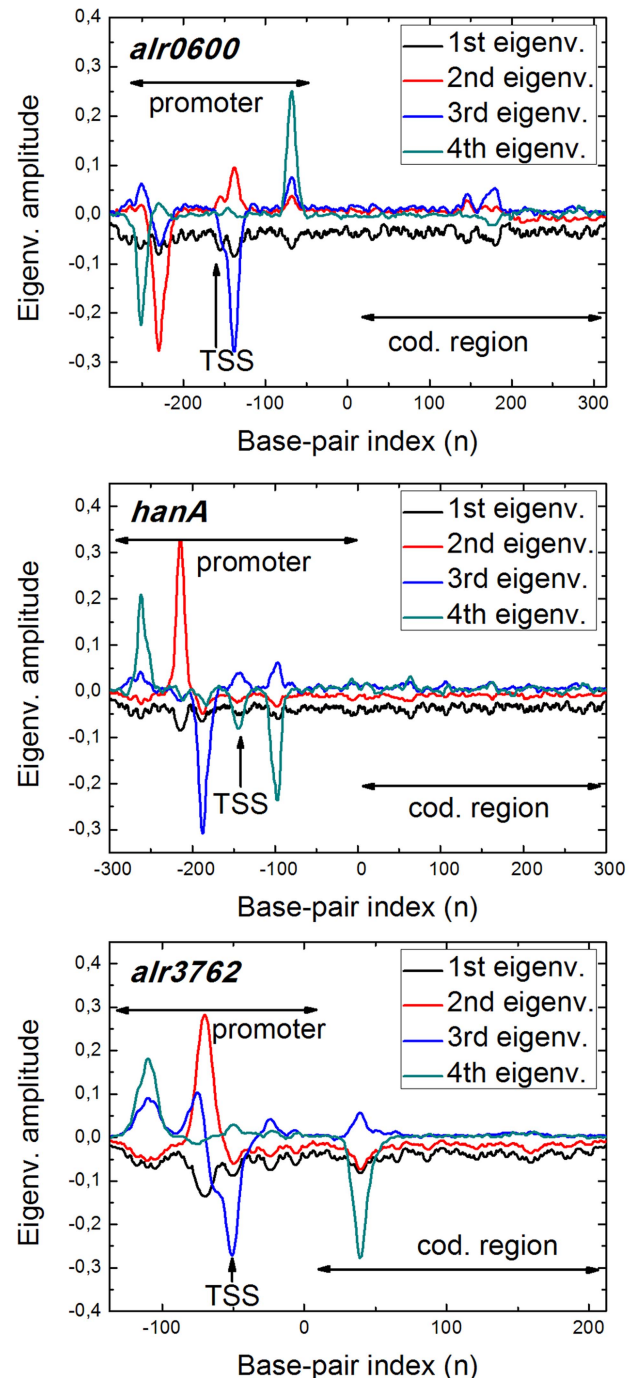 alr0600
promoter
1st eigenv.
2nd eigenv.
3rd eigenv.
4th eigenv.
0,4
0,3
0,2
0,1
0,0
-0,1
-0,2
-0,3
Eigenv. amplitude
TSS
cod. region
-200
-100
0
100
200
300
Base-pair index (n)
hanA
promoter
1st eigenv.
2nd eigenv.
3rd eigenv.
4th eigenv.
0,4
0,3
0,2
0,1
0,0
-0,1
-0,2
-0,3
Eigenv. amplitude
TSS
cod. region
-300
-200
-100
0
100
200
300
Base-pair index (n)
alr3762
promoter
1st eigenv.
2nd eigenv.
3rd eigenv.
4th eigenv.
0,4
0,3
0,2
0,1
0,0
-0,1
-0,2
-0,3
-0,4
Eigenv. amplitude
TSS
cod. region
-100
0
100
200
Base-pair index (n)